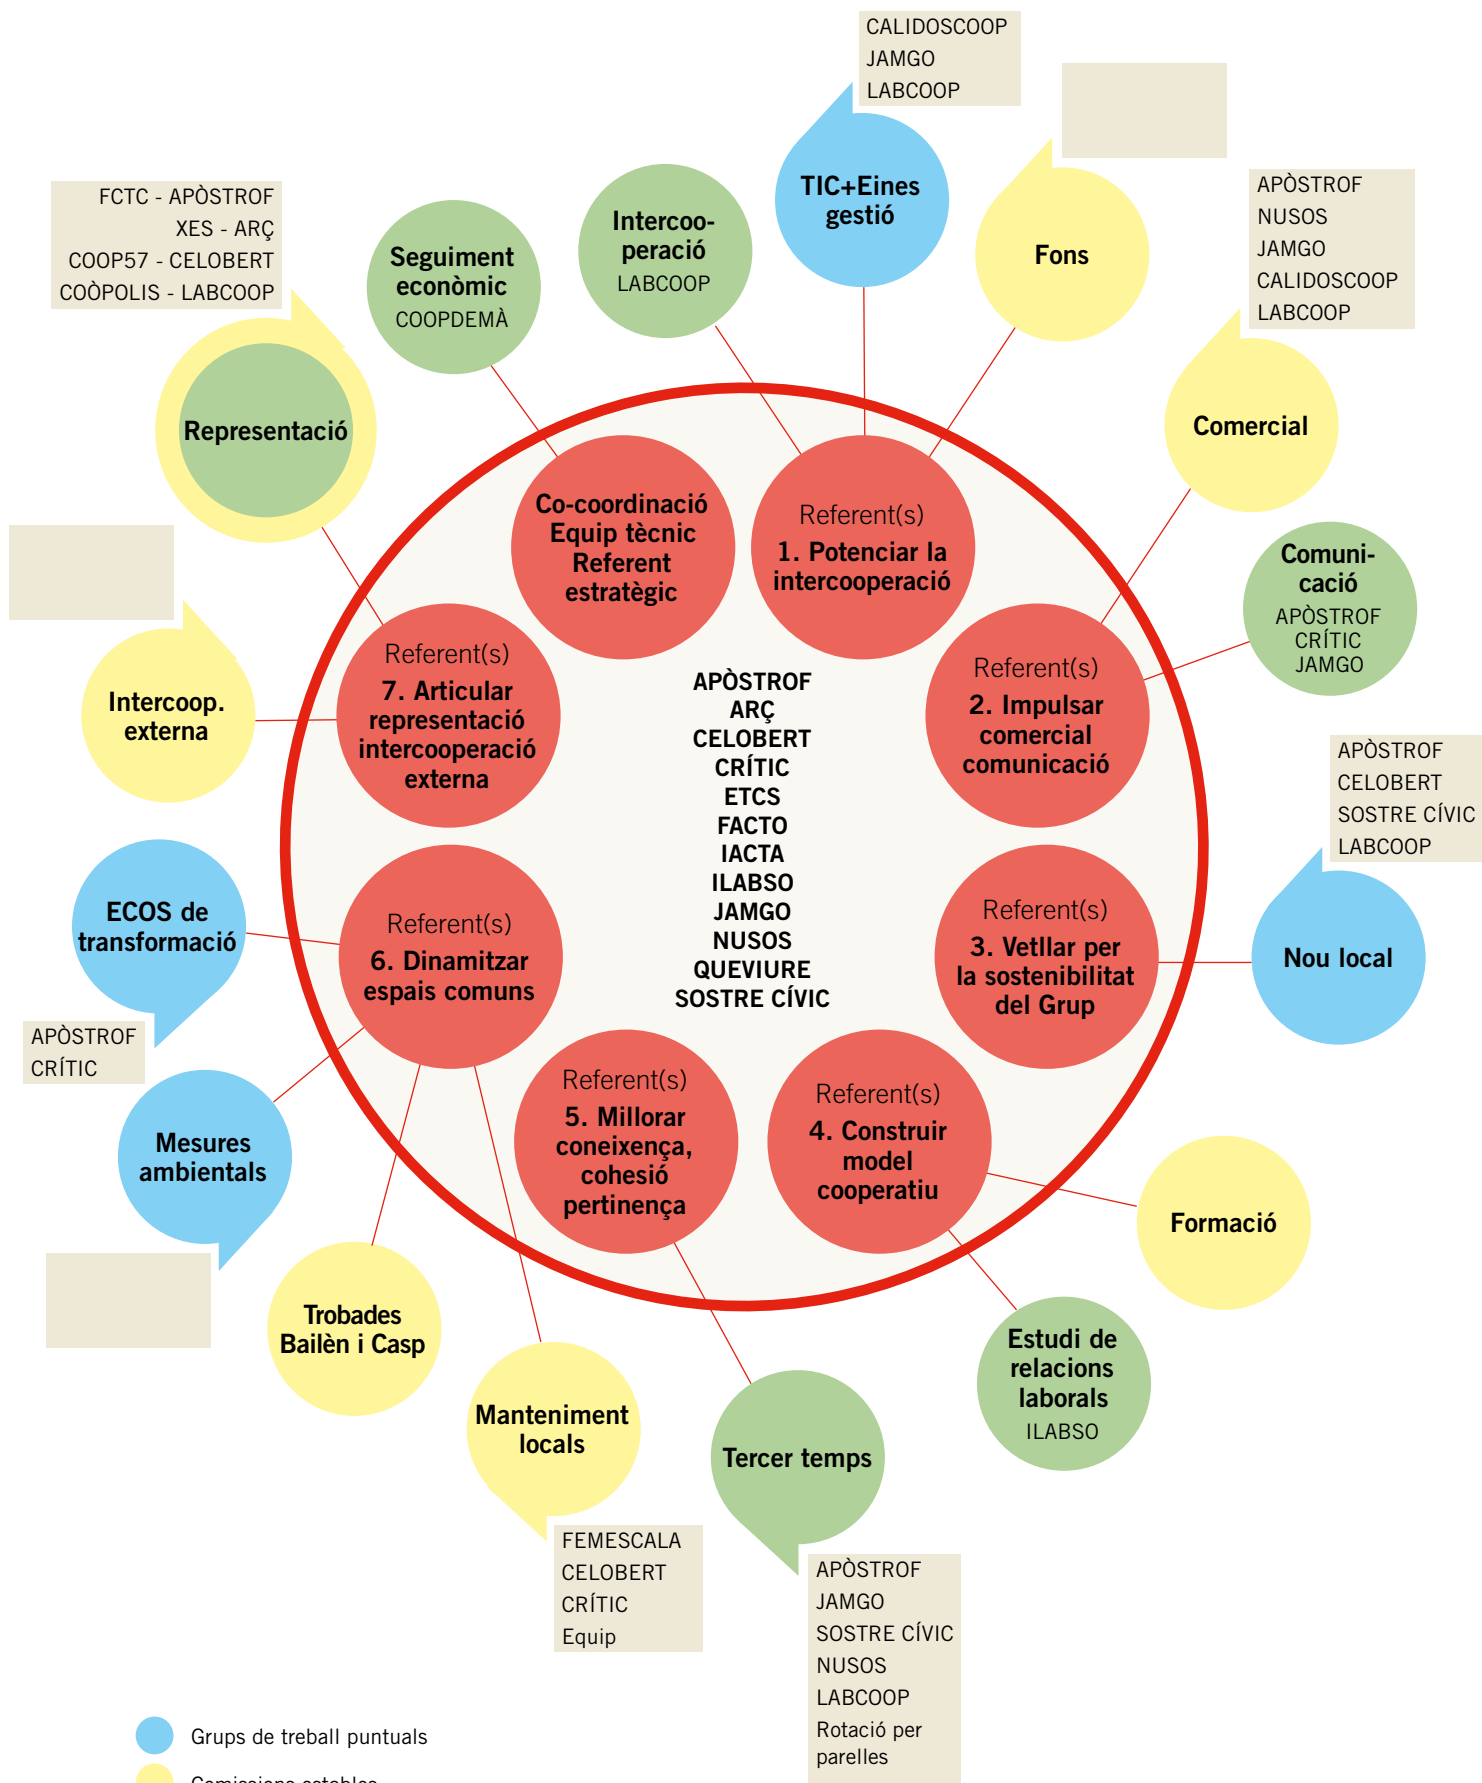 CALIDOSCOOP
JAMGO
LABCOOP
TIC+Eines
gestió
Fons
FCTC - APÒSTROF
XES - ARÇ
COOP57 - CELOBERT
COÒPOLIS - LABCOOP
Representació
Seguiment
econòmic
COOPDEMÀ
Intercoo-
peració
LABCOOP
APÒSTROF
NUSOS
JAMGO
CALIDOSCOOP
LABCOOP
Comercial
Comuni-
cació
APÒSTROF
CRÍTIC
JAMGO
Co-coordinació
Equip tècnic
Referent
estratègic
Referent(s)
1. Potenciar la
intercooperació
Referent(s)
2. Impulsar
comercial
comunicació
Referent(s)
7. Articular
representació
intercooperació
externa
Intercoop.
externa
APÒSTROF
ARÇ
CELOBERT
CRÍTIC
ETCS
FACTO
IACTA
ILABSO
JAMGO
NUSOS
QUEVIURE
SOSTRE CÍVIC
APÒSTROF
CELOBERT
SOSTRE CÍVIC
LABCOOP
Nou local
Referent(s)
3. Vetllar per
la sostenibilitat
del Grup
ECOS de
transformació
APÒSTROF
CRÍTIC
Referent(s)
6. Dinamitzar
espais comuns
Mesures
ambientals
Referent(s)
5. Millorar
coneixença,
cohesió
pertinença
Referent(s)
4. Construir
model
cooperatiu
Formació
Trobades
Bailèn i Casp
Estudi de
relacions
laborals
ILABSO
Manteniment
locals
FEMESCALA
CELOBERT
CRÍTIC
Equip
Tercer temps
APÒSTROF
JAMGO
SOSTRE CÍVIC
NUSOS
LABCOOP
Rotació per
parelles
Grups de treball puntuals
Comissions estables